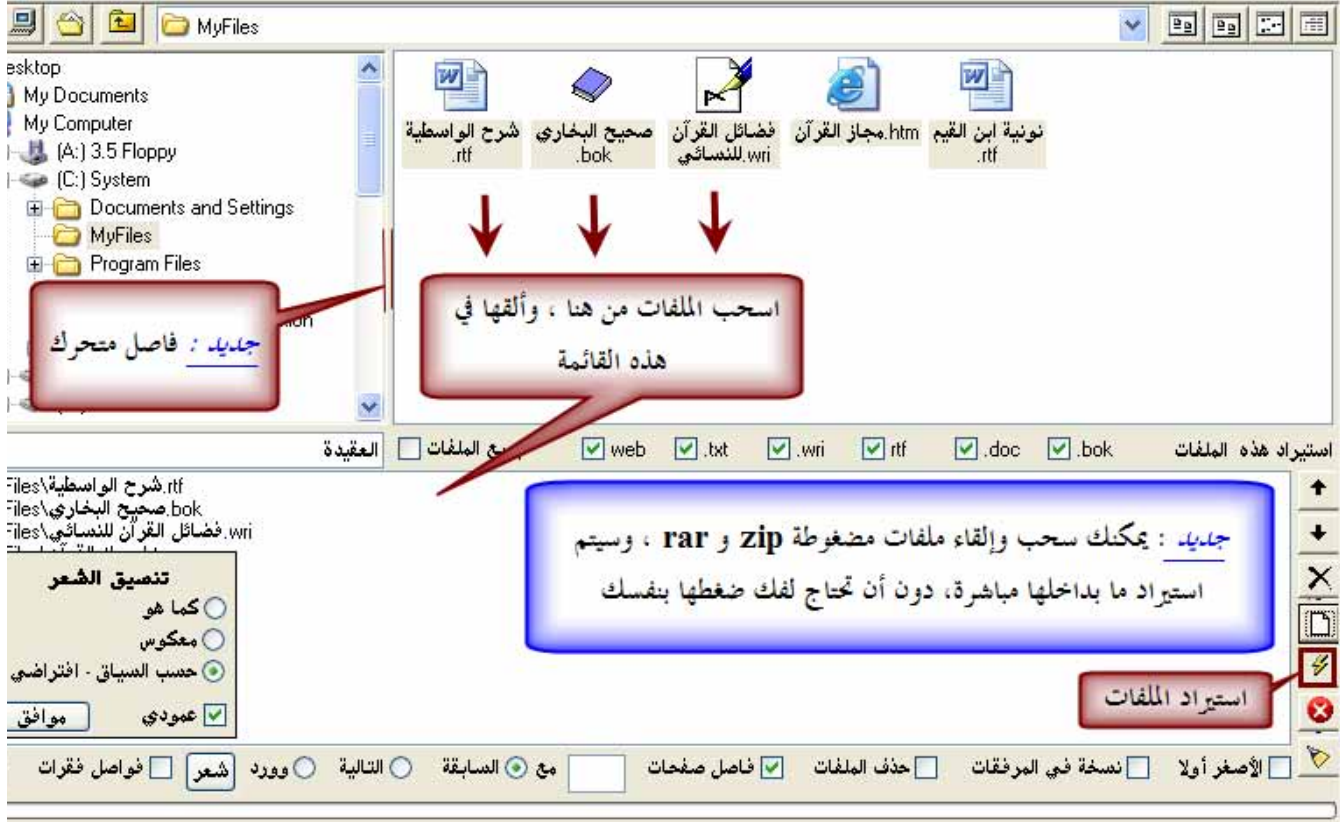 MyFiles
esktop
My Documents
My Computer
(A:) 3.5 Floppy
(C:) System
Documents and Settings
MyFiles
Program Files
شرح الواسطية
.rtf
صحيح البخاري
.bok
فضائل القرآن
للنسائي.wri
مجاز القرآن.htm
نونية ابن القيم
.rtf
اسحب الملفات من هنا ، وألقها في
هذه القائمة
جديد : فاصل متحرك
استيراد هذه الملفات .bok .doc rtf .wri .txt web الملفات
العقيدة
شرح الواسطية.rtf
صحيح البخاري.bok
فضائل القرآن للنسائي.wri
جديد : يمكنك سحب وإلقاء ملفات مضغوطة zip و rar ، وسيتم
استيراد ما بداخلها مباشرة، دون أن تحتاج لفك ضغطها بنفسك
تنصيق الشعر
كما هو
معكوس
حسب السياق - افتراضي
عمودي موافق
استيراد الملفات
الأصغر أولا نسخة في المرفقات حذف الملفات فاصل صفحات مع السابقة التالية وورد شعر فواصل فقرات